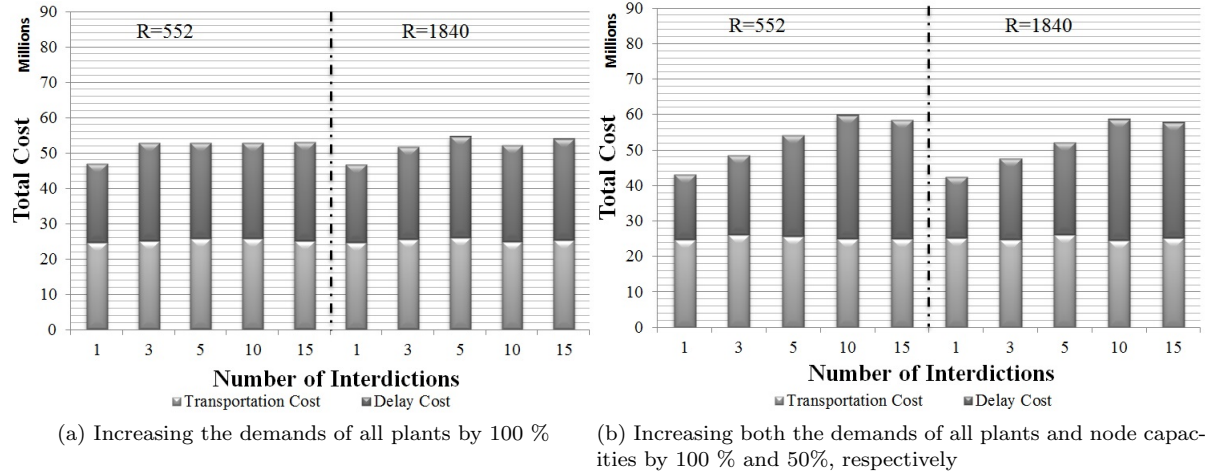 90
80
70
60
50
40
30
20
10
0
Millions
Total Cost
R=552
R=1840
1 3 5 10 15 1 3 5 10 15
Number of Interdictions
Transportation Cost Delay Cost
(a) Increasing the demands of all plants by 100 %
90
80
70
60
50
40
30
20
10
0
Millions
Total Cost
R=552
R=1840
1 3 5 10 15 1 3 5 10 15
Number of Interdictions
Transportation Cost Delay Cost
(b) Increasing both the demands of all plants and node capac-
ities by 100 % and 50%, respectively